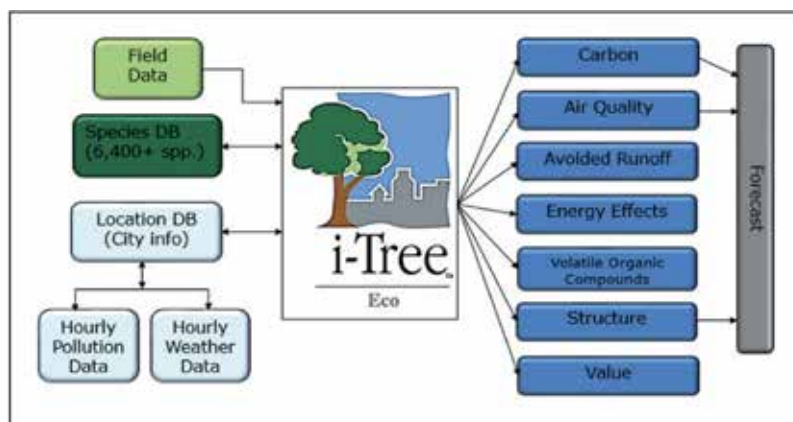 Field
Data
Species DB
(6,400+ spp.)
Location DB
(City info)
Hourly
Pollution
Data
Hourly
Weather
Data
i-Tree
Eco
Carbon
Air Quality
Avoided Runoff
Energy Effects
Volatile Organic
Compounds
Structure
Value
Forecast